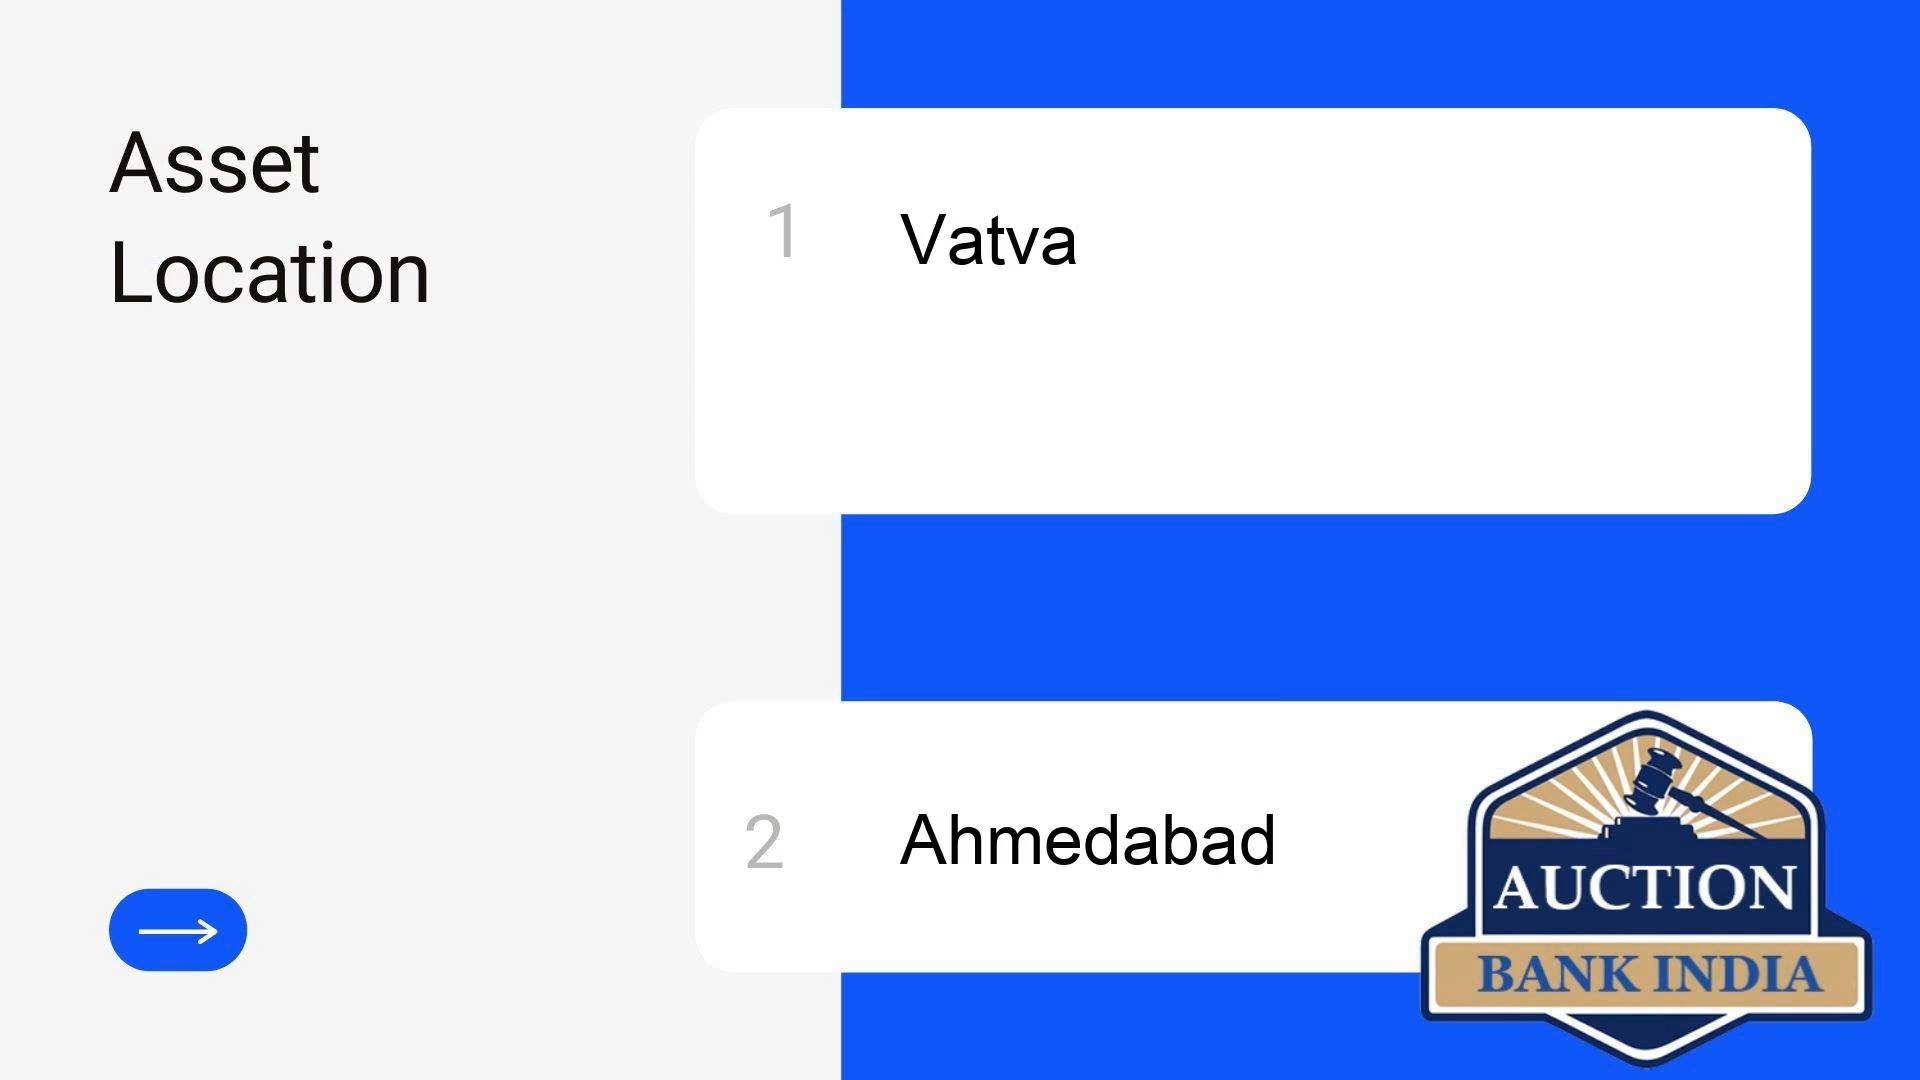 Asset
Location
1
Vatva
2
Ahmedabad
AUCTION
BANK INDIA